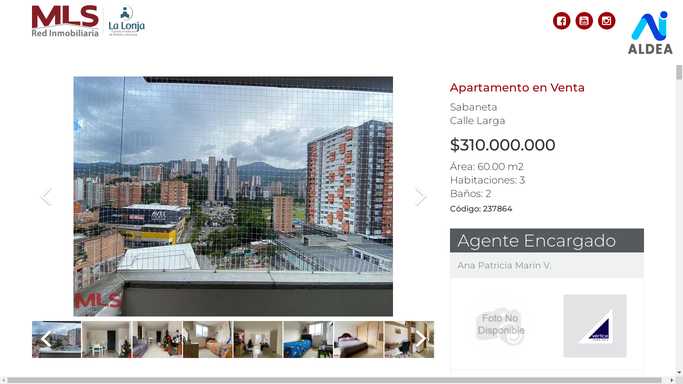 MLS
Red Inmobiliaria
La Lonja
ALDEA
Apartamento en Venta
Sabaneta
Calle Larga
$310.000.000
Área: 60.00 m2
Habitaciones: 3
Baños: 2
Código: 237864
MLS
Agente Encargado
Ana Patricia Marin V.
Foto No
Disponible